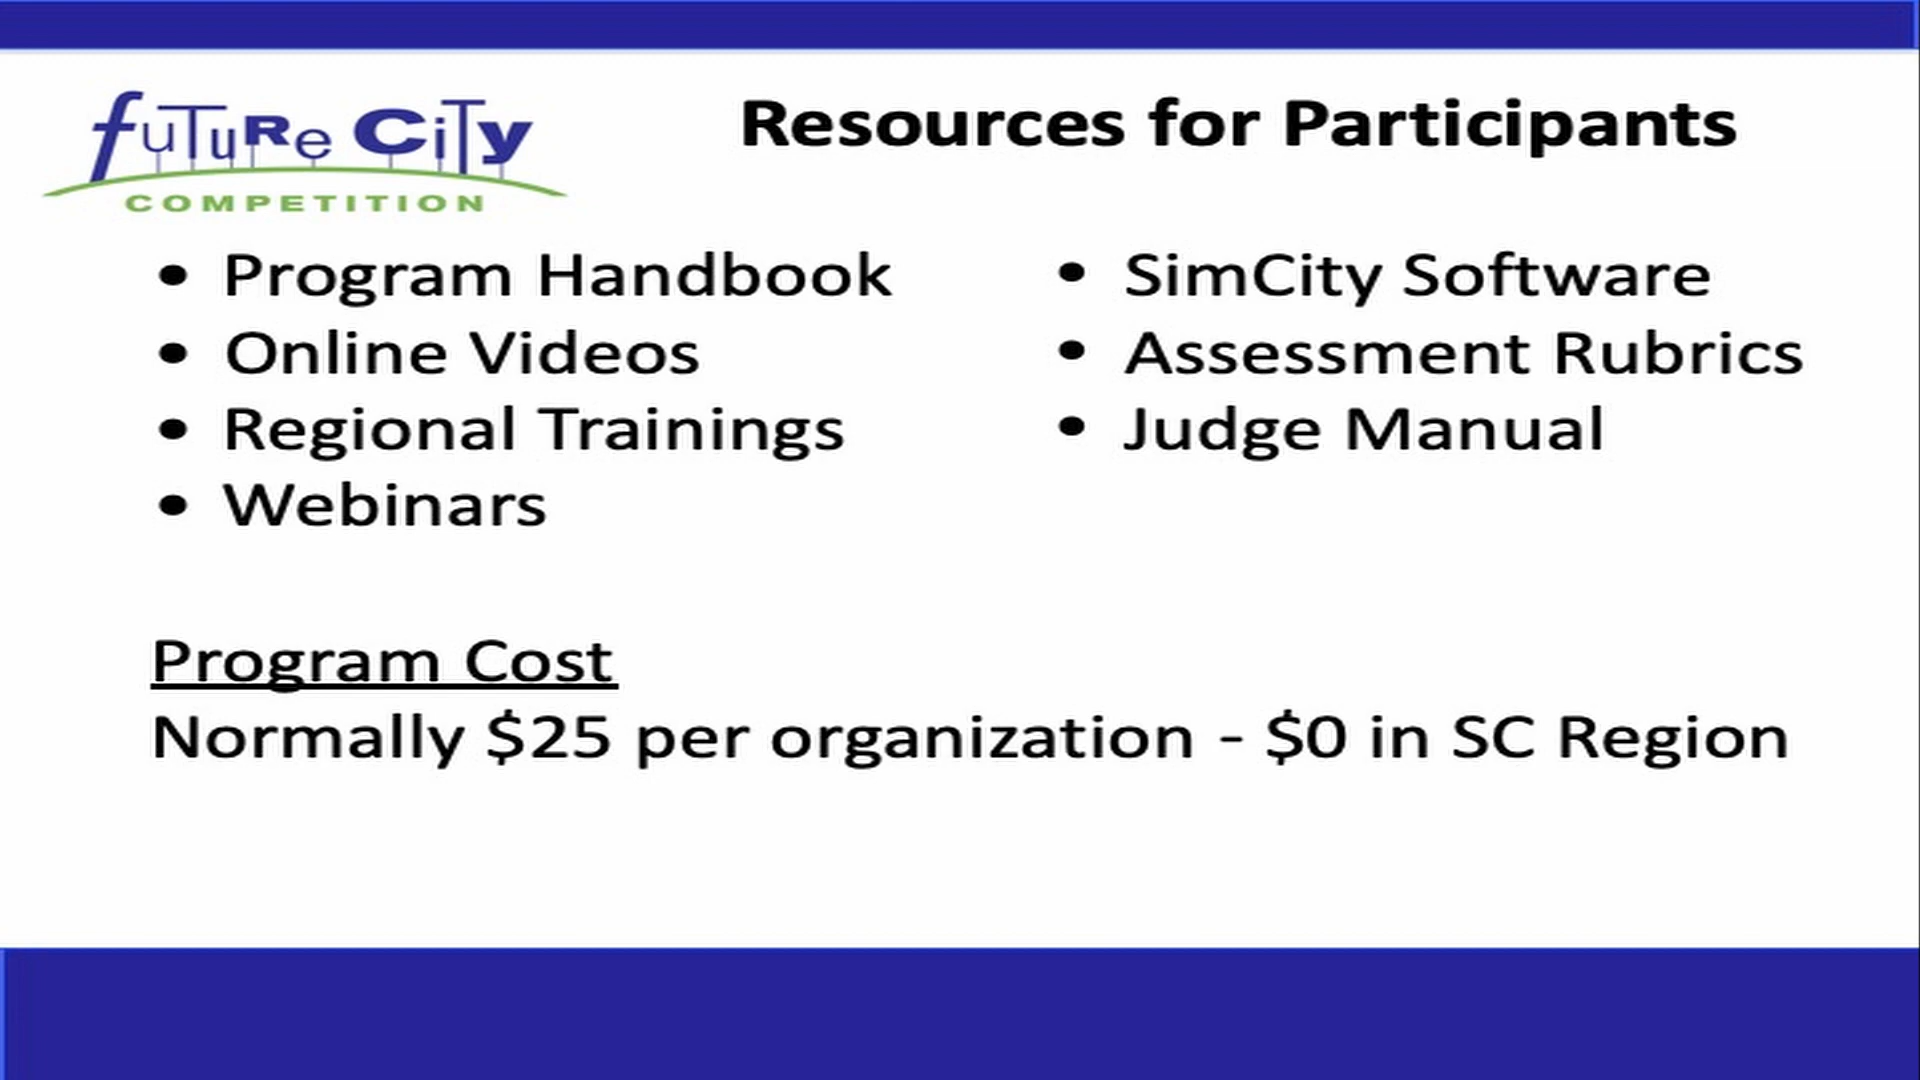 fuTuRe CiTy
COMPETITION
Resources for Participants
• Program Handbook
• Online Videos
• Regional Trainings
• Webinars
• SimCity Software
• Assessment Rubrics
• Judge Manual
Program Cost
Normally $25 per organization - $0 in SC Region